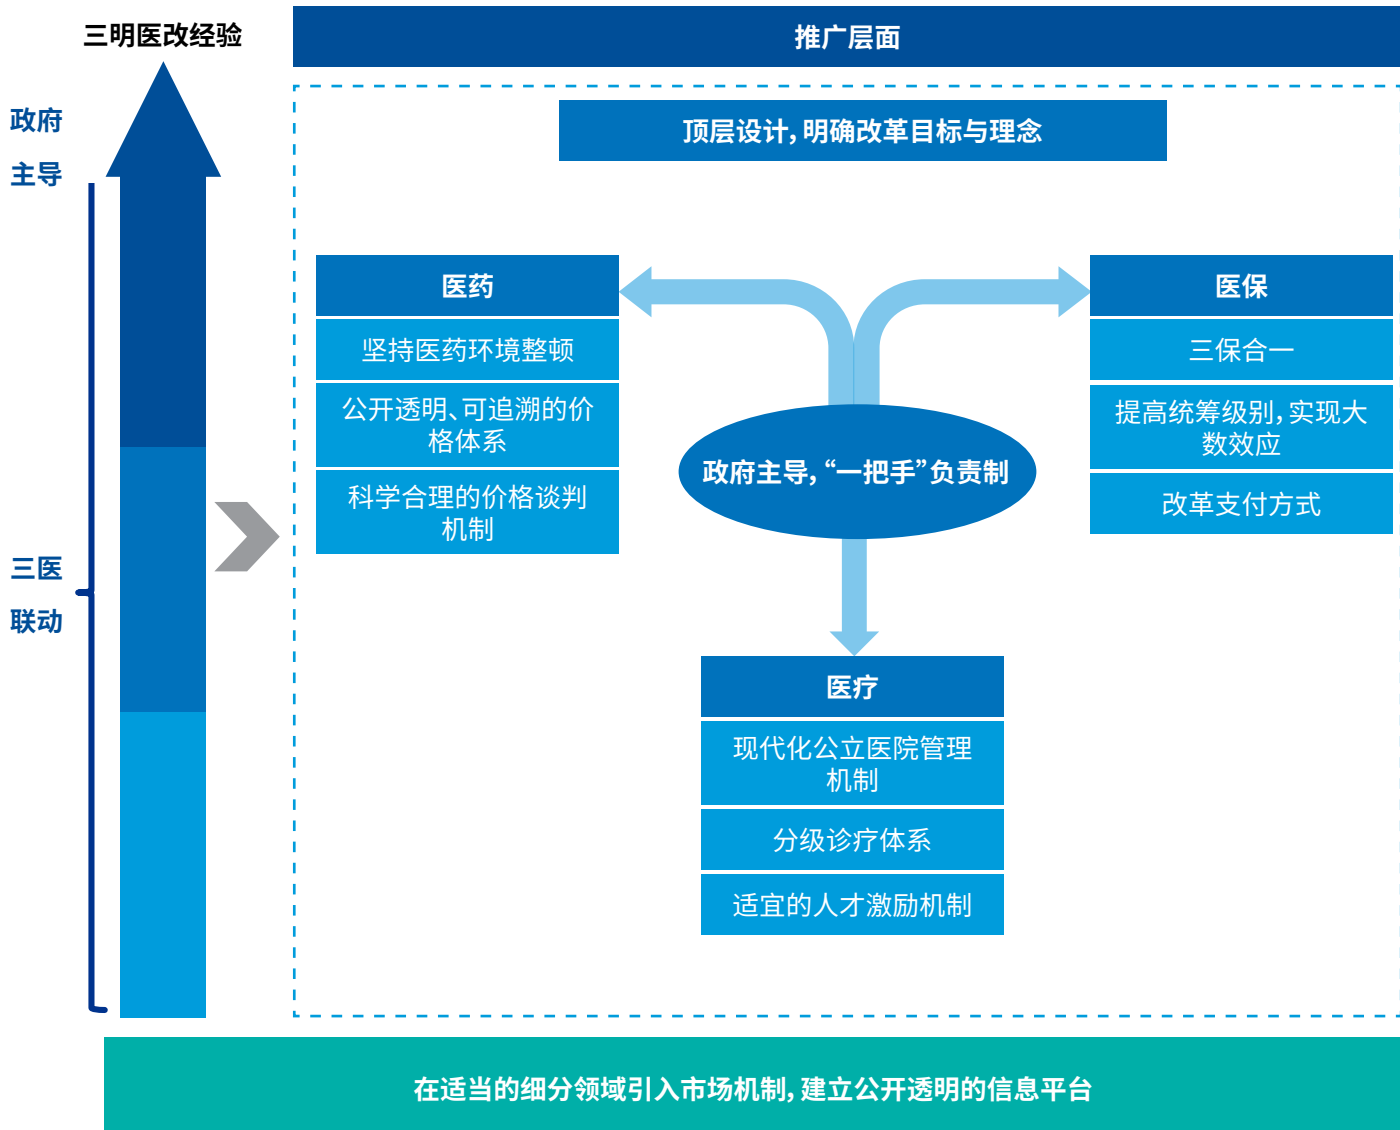 三明医改经验
推广层面
政府
主导
顶层设计，明确改革目标与理念
医药
坚持医药环境整顿
公开透明、可追溯的价
格体系
科学合理的价格谈判
机制
医保
三保合一
提高统筹级别，实现大
数效应
改革支付方式
政府主导，“一把手”负责制
三医
联动
医疗
现代化公立医院管理
机制
分级诊疗体系
适宜的人才激励机制
在适当的细分领域引入市场机制，建立公开透明的信息平台